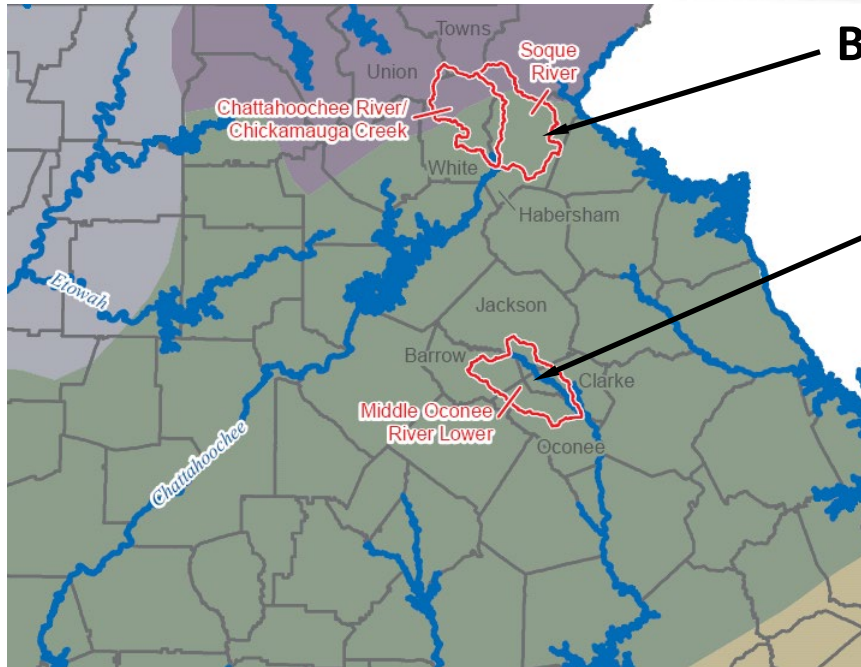 Towns
B
Soque
River
Union
Chattahoochee River/
Chickamauga Creek
White
Habersham
Etowah
Jackson
Barrow
Clarke
Middle Oconee
River Lower
Oconee
Chattahoochee